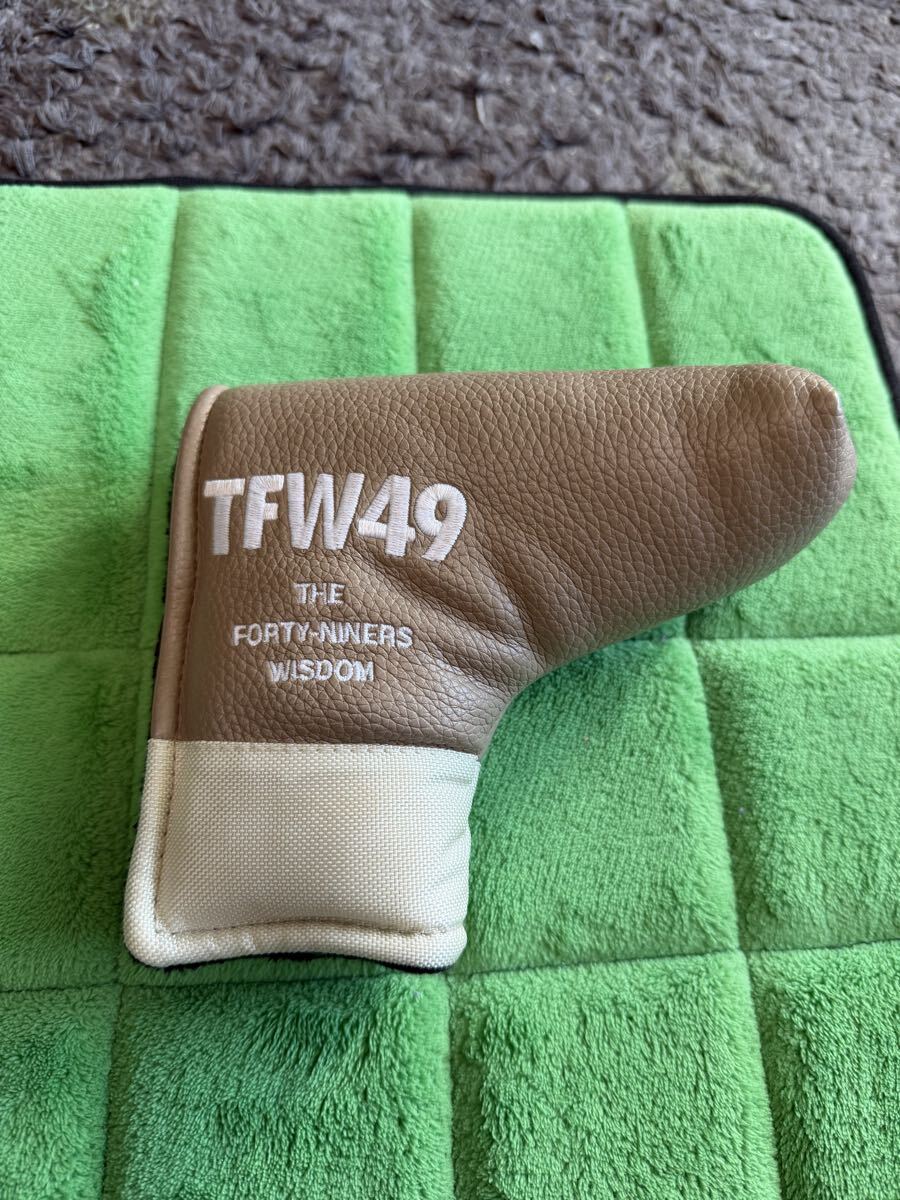 TFW49
THE
FORTY-NINERS
WISDOM